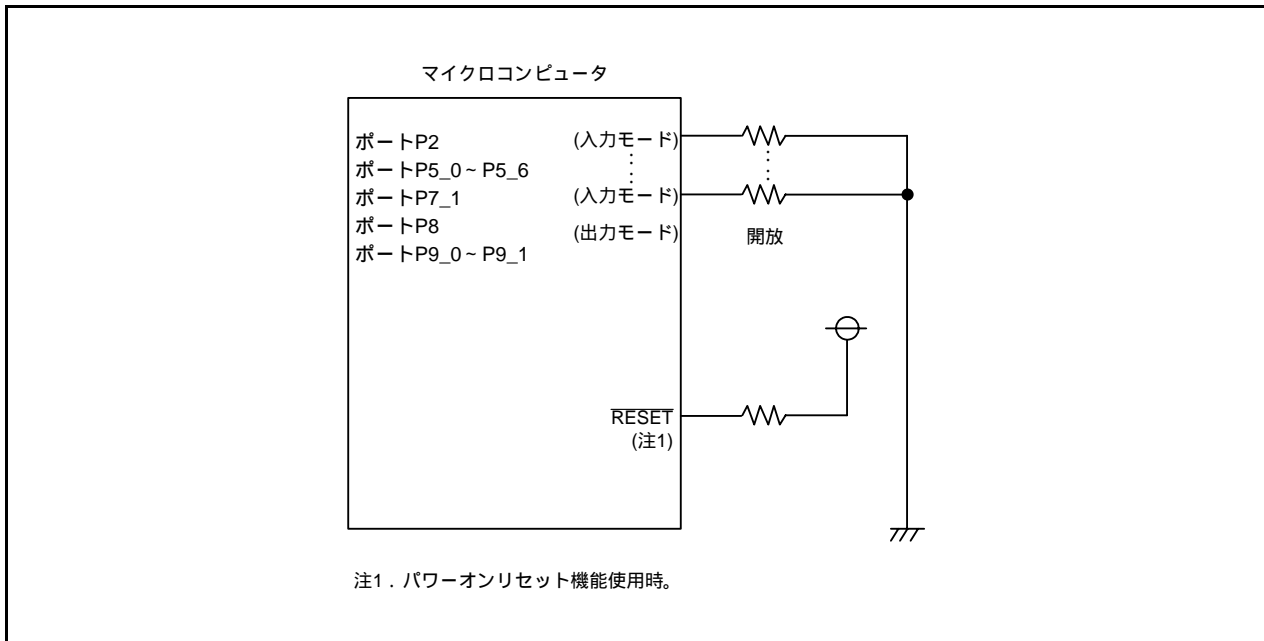 マイクロコンピュータ
ポートP2
ポートP5_0~P5_6
ポートP7_1
ポートP8
ポートP9_0~P9_1
(入力モード)
(入力モード)
(出力モード)
開放
RESET
(注1)
注1．パワーオンリセット機能使用時。